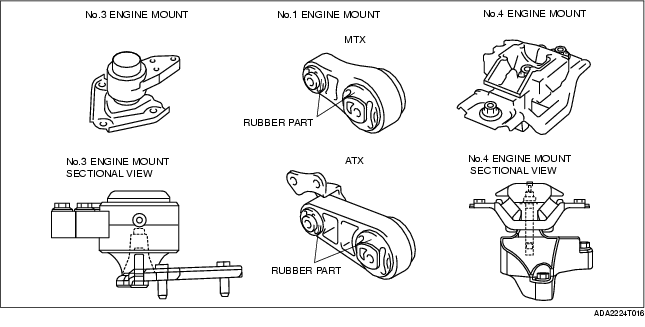 No.3 ENGINE MOUNT
No.1 ENGINE MOUNT
No.4 ENGINE MOUNT
MTX
RUBBER PART
No.3 ENGINE MOUNT
SECTIONAL VIEW
ATX
No.4 ENGINE MOUNT
SECTIONAL VIEW
RUBBER PART
ADA2224T016